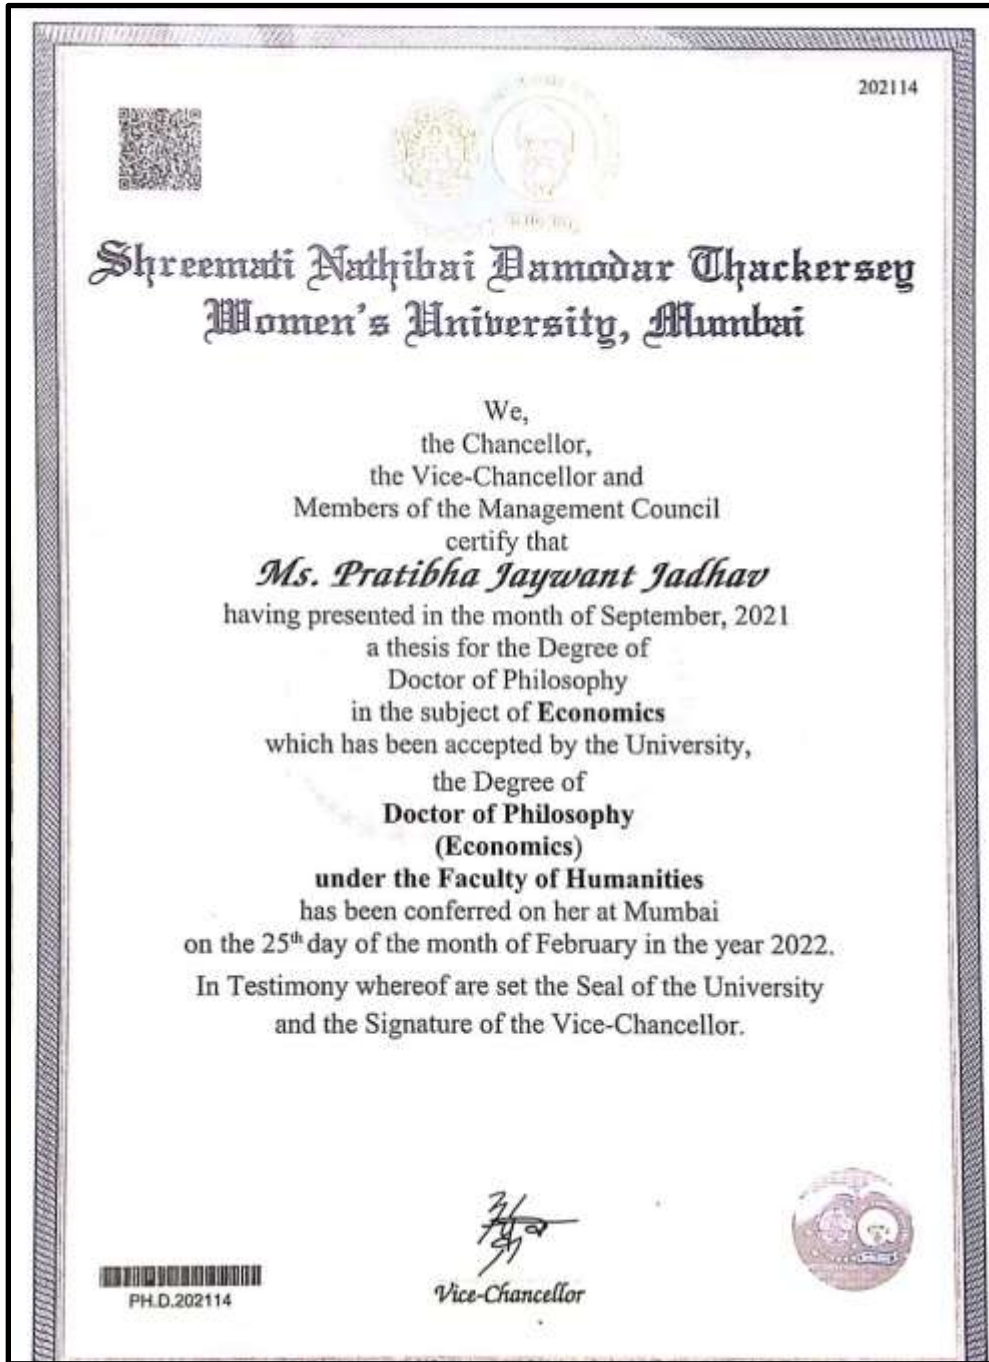 202114
Shreemati Nathibai Damodar Thackersey
Women's University, Mumbai
We,
the Chancellor,
the Vice-Chancellor and
Members of the Management Council
certify that
Ms. Pratibha Jaywant Jadhav
having presented in the month of September, 2021
a thesis for the Degree of
Doctor of Philosophy
in the subject of Economics
which has been accepted by the University,
the Degree of
Doctor of Philosophy
(Economics)
under the Faculty of Humanities
has been conferred on her at Mumbai
on the 25th day of the month of February in the year 2022.
In Testimony whereof are set the Seal of the University
and the Signature of the Vice-Chancellor.
Vice-Chancellor
PH.D.202114